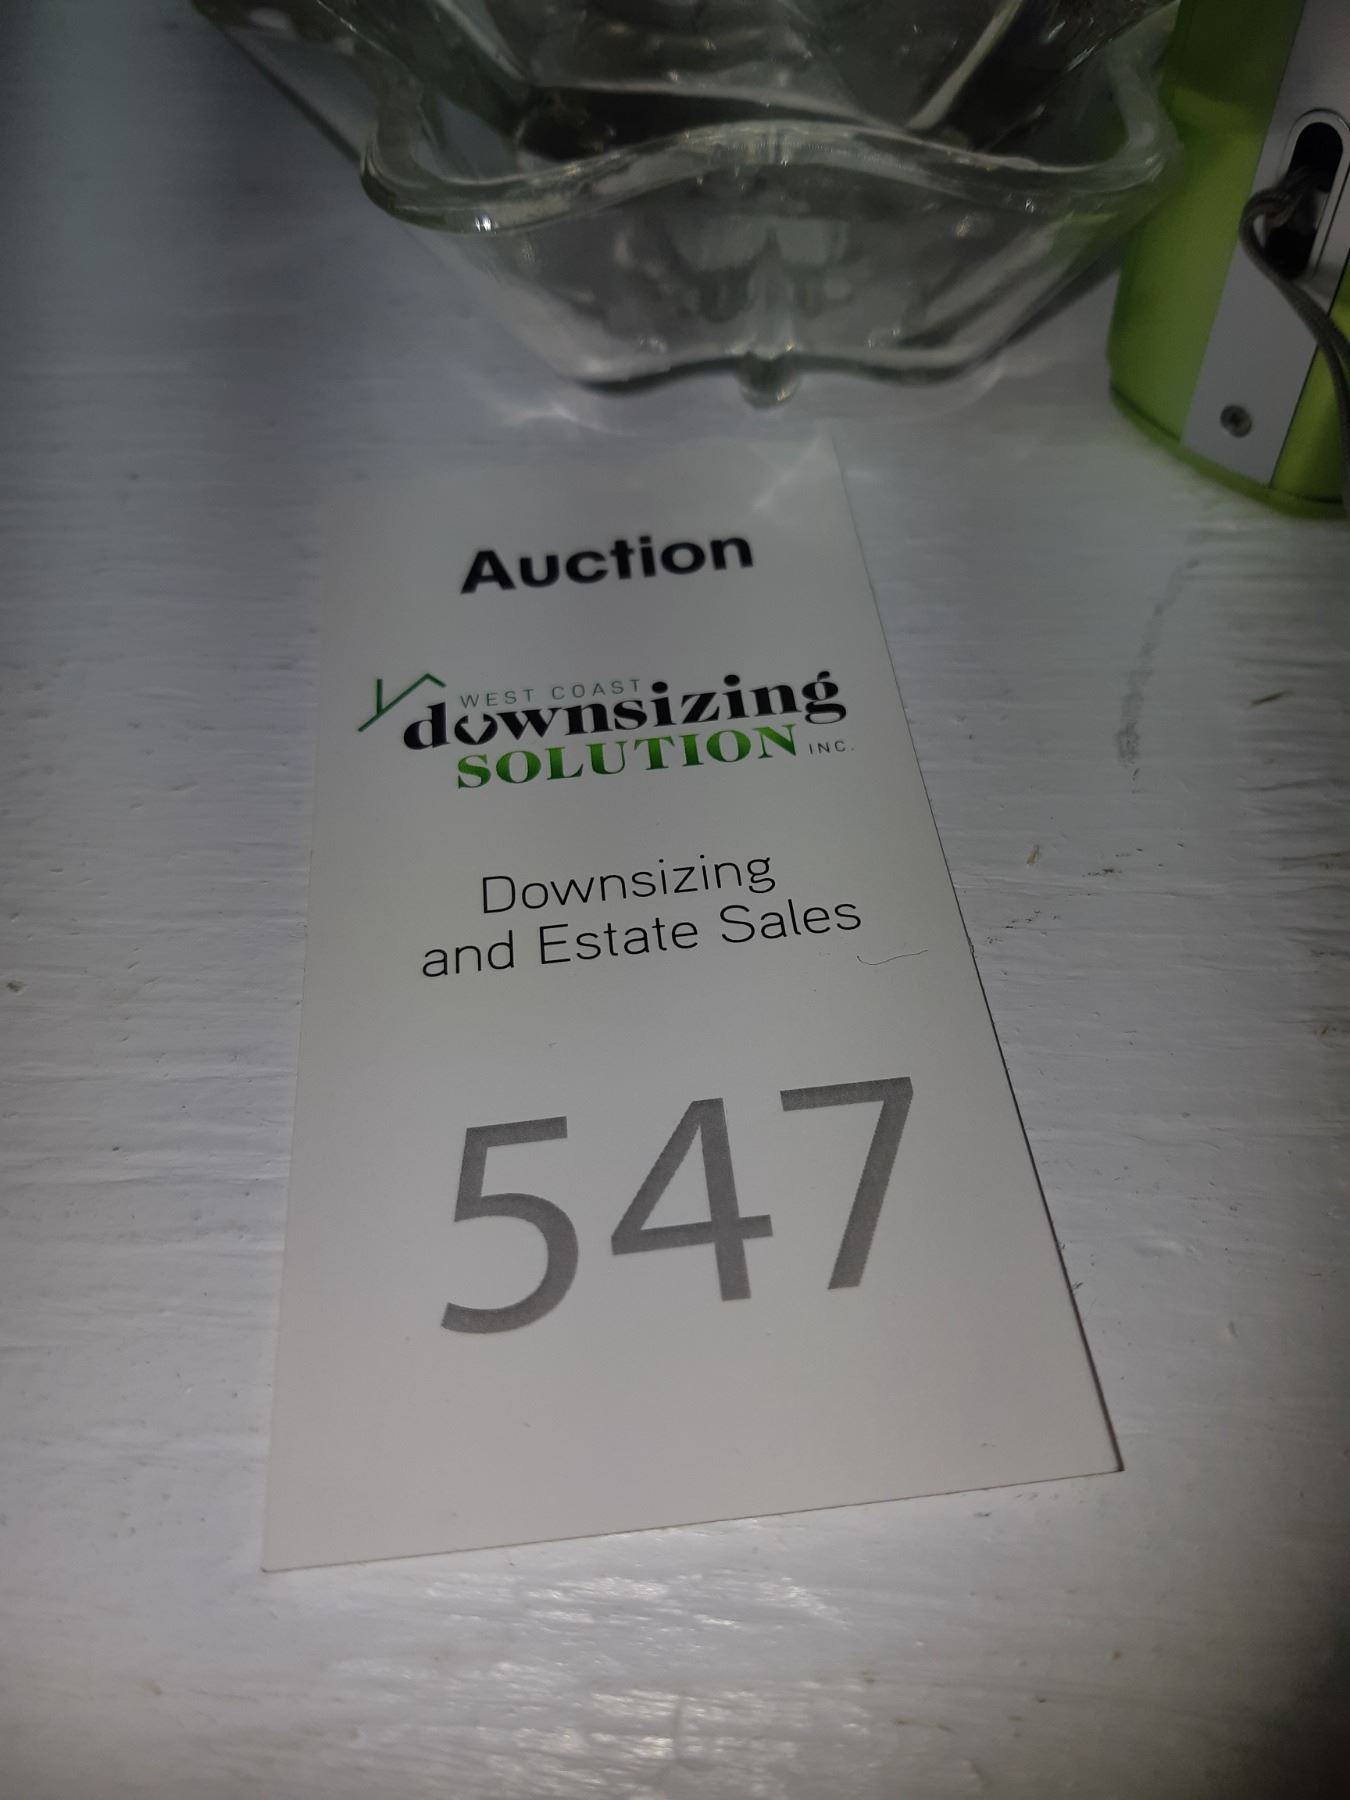 Auction
WEST COAST
downsizing
SOLUTION INC.
Downsizing
and Estate Sales
547